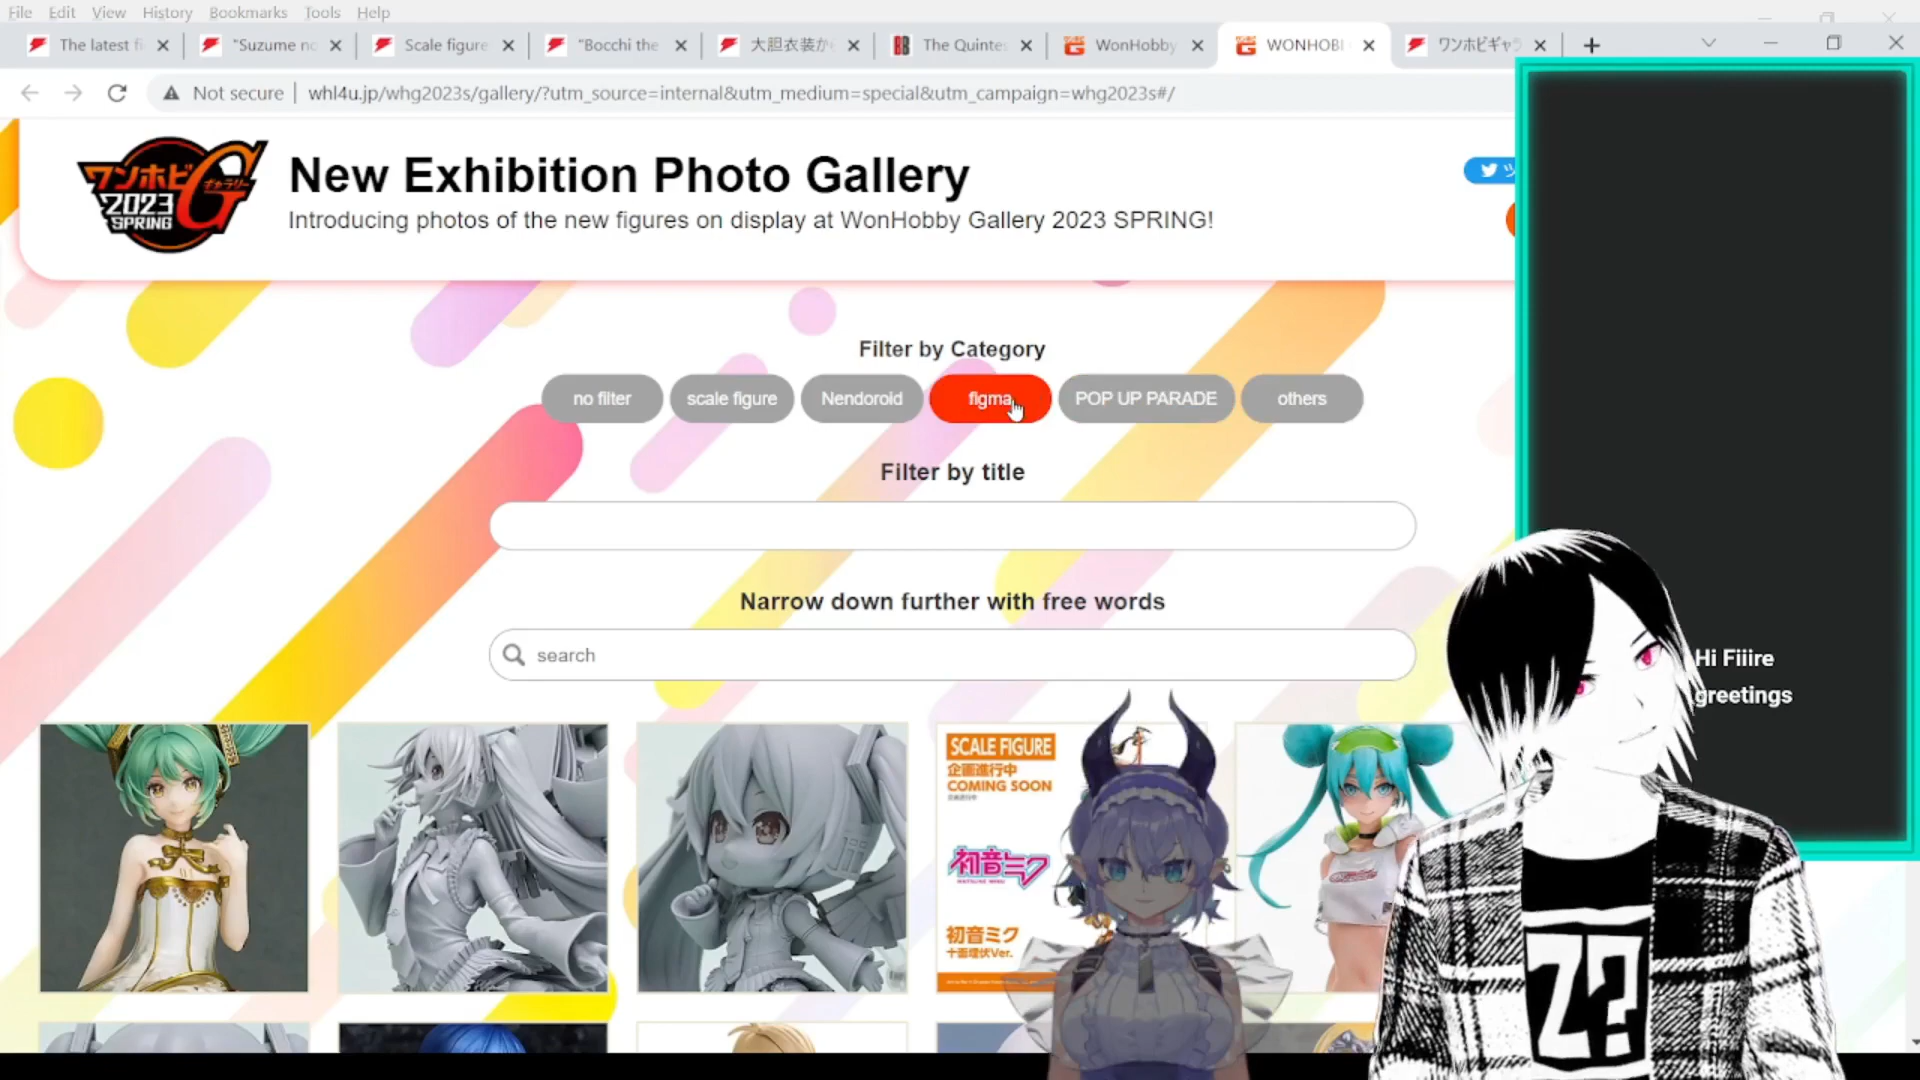 File Edit View History Bookmarks Tools Help
The latest fi
"Suzume no
Scale figure
"Bocchi the
大胆衣装か
The Quintes
WonHobby
WONHOBI
ワンホビギャラ
Not secure
whl4u.jp/whg2023s/gallery/?utm_source=internal&utm_medium=special&utm_campaign=whg2023s#/
ワンホビ
ギャラリー
G
2023
SPRING
New Exhibition Photo Gallery
Introducing photos of the new figures on display at WonHobby Gallery 2023 SPRING!
ツ
Filter by Category
no filter
scale figure
Nendoroid
figma
POP UP PARADE
others
Filter by title
Narrow down further with free words
search
Hi Fiiire
greetings
SCALE FIGURE
企画進行中
COMING SOON
初音ミク
初音ミク
十面埋伏Ver.
Z?